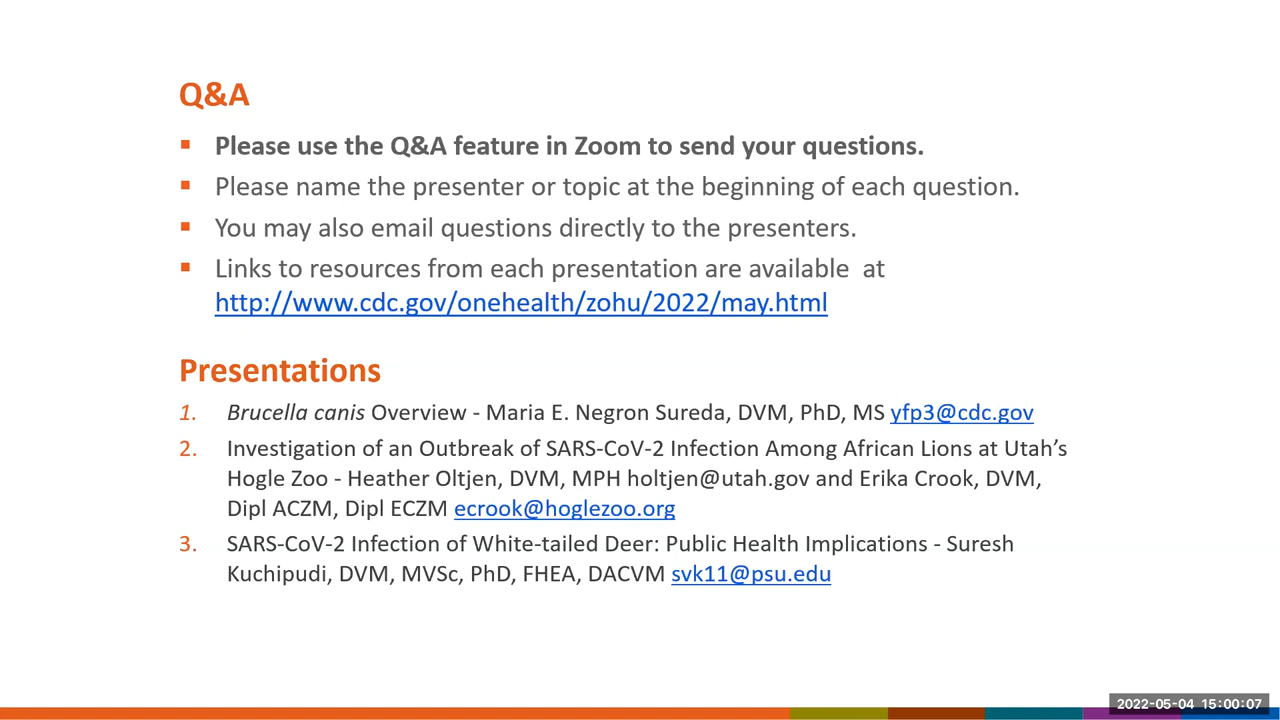 Q&A
▪ Please use the Q&A feature in Zoom to send your questions.
▪ Please name the presenter or topic at the beginning of each question.
▪ You may also email questions directly to the presenters.
▪ Links to resources from each presentation are available  at
http://www.cdc.gov/onehealth/zohu/2022/may.html
Presentations
1. Brucella canis Overview - Maria E. Negron Sureda, DVM, PhD, MS yfp3@cdc.gov
2. Investigation of an Outbreak of SARS-CoV-2 Infection Among African Lions at Utah’s
Hogle Zoo - Heather Oltjen, DVM, MPH holtjen@utah.gov and Erika Crook, DVM,
Dipl ACZM, Dipl ECZM ecrook@hoglezoo.org
3. SARS-CoV-2 Infection of White-tailed Deer: Public Health Implications - Suresh
Kuchipudi, DVM, MVSc, PhD, FHEA, DACVM svk11@psu.edu
2022-05-04 15:00:07